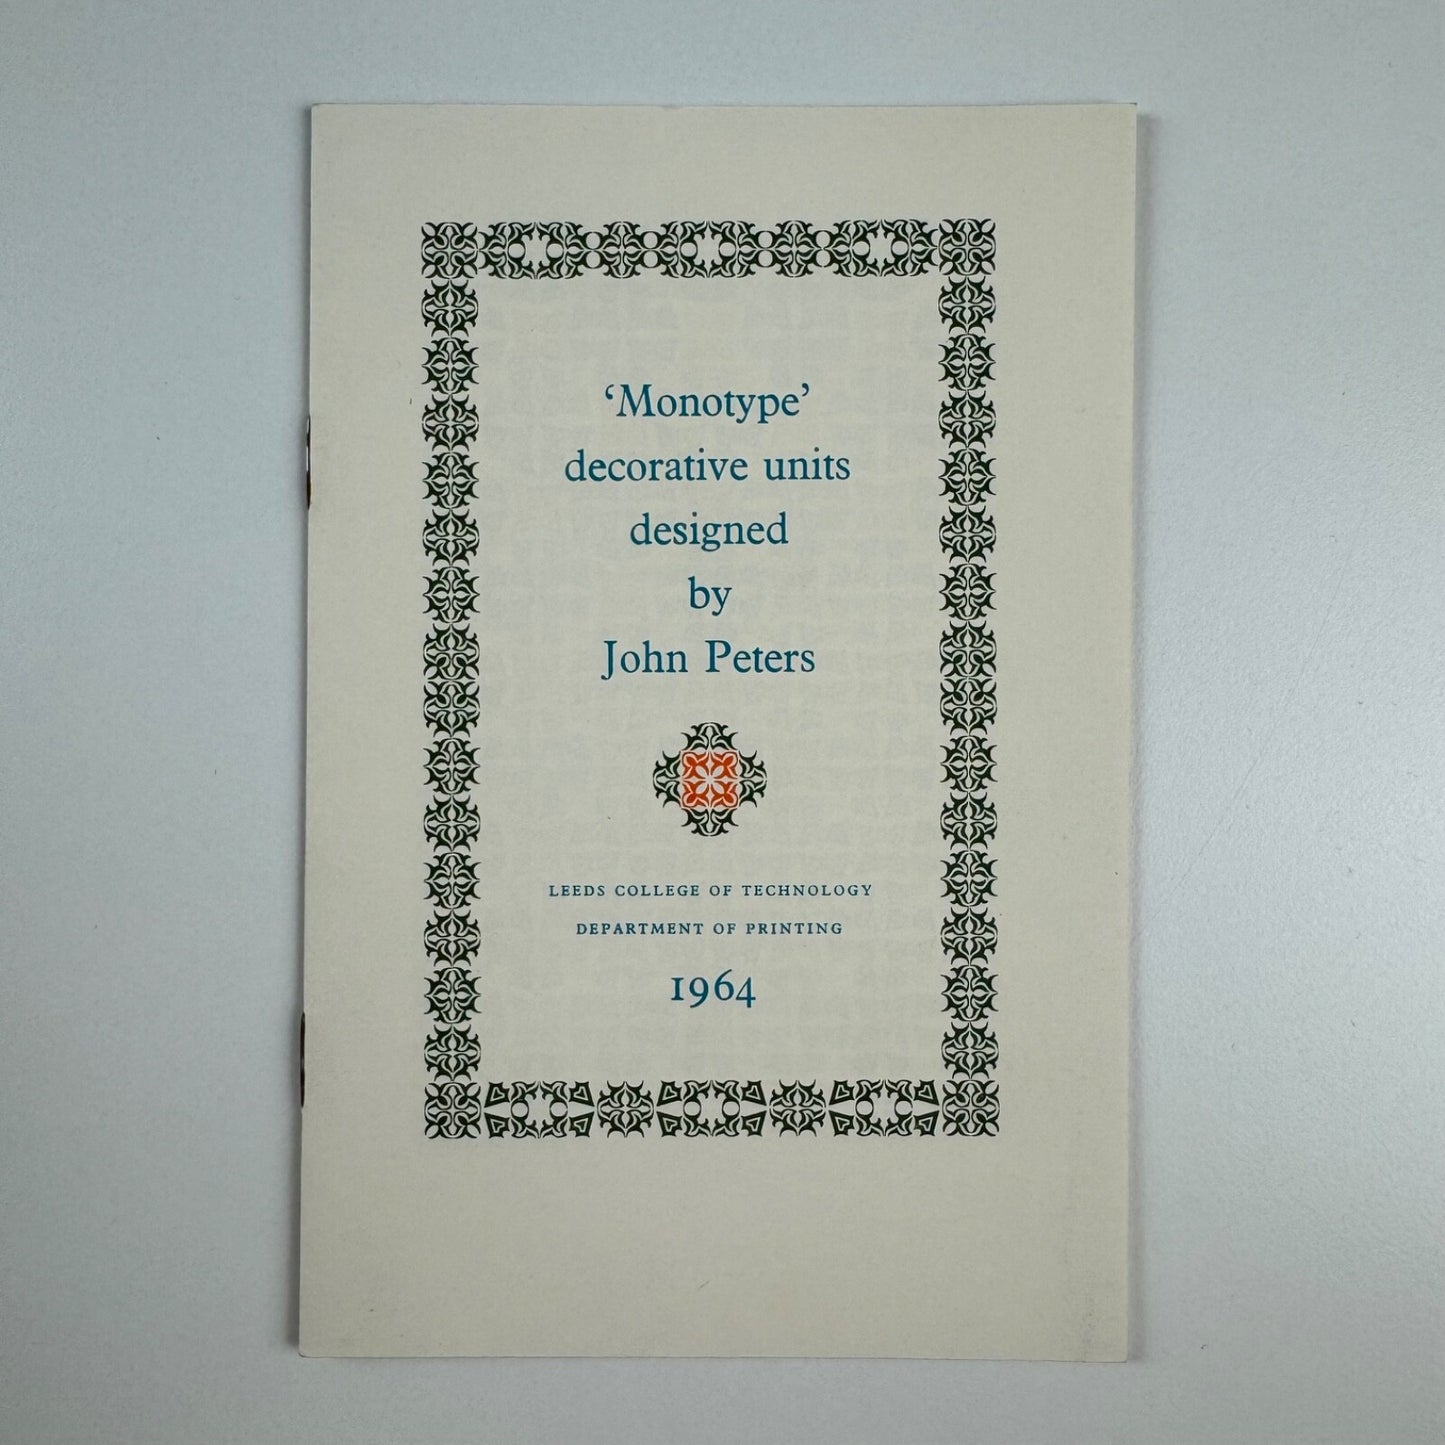 ‘Monotype’
decorative units
designed
by
John Peters
LEEDS COLLEGE OF TECHNOLOGY
DEPARTMENT OF PRINTING
1964